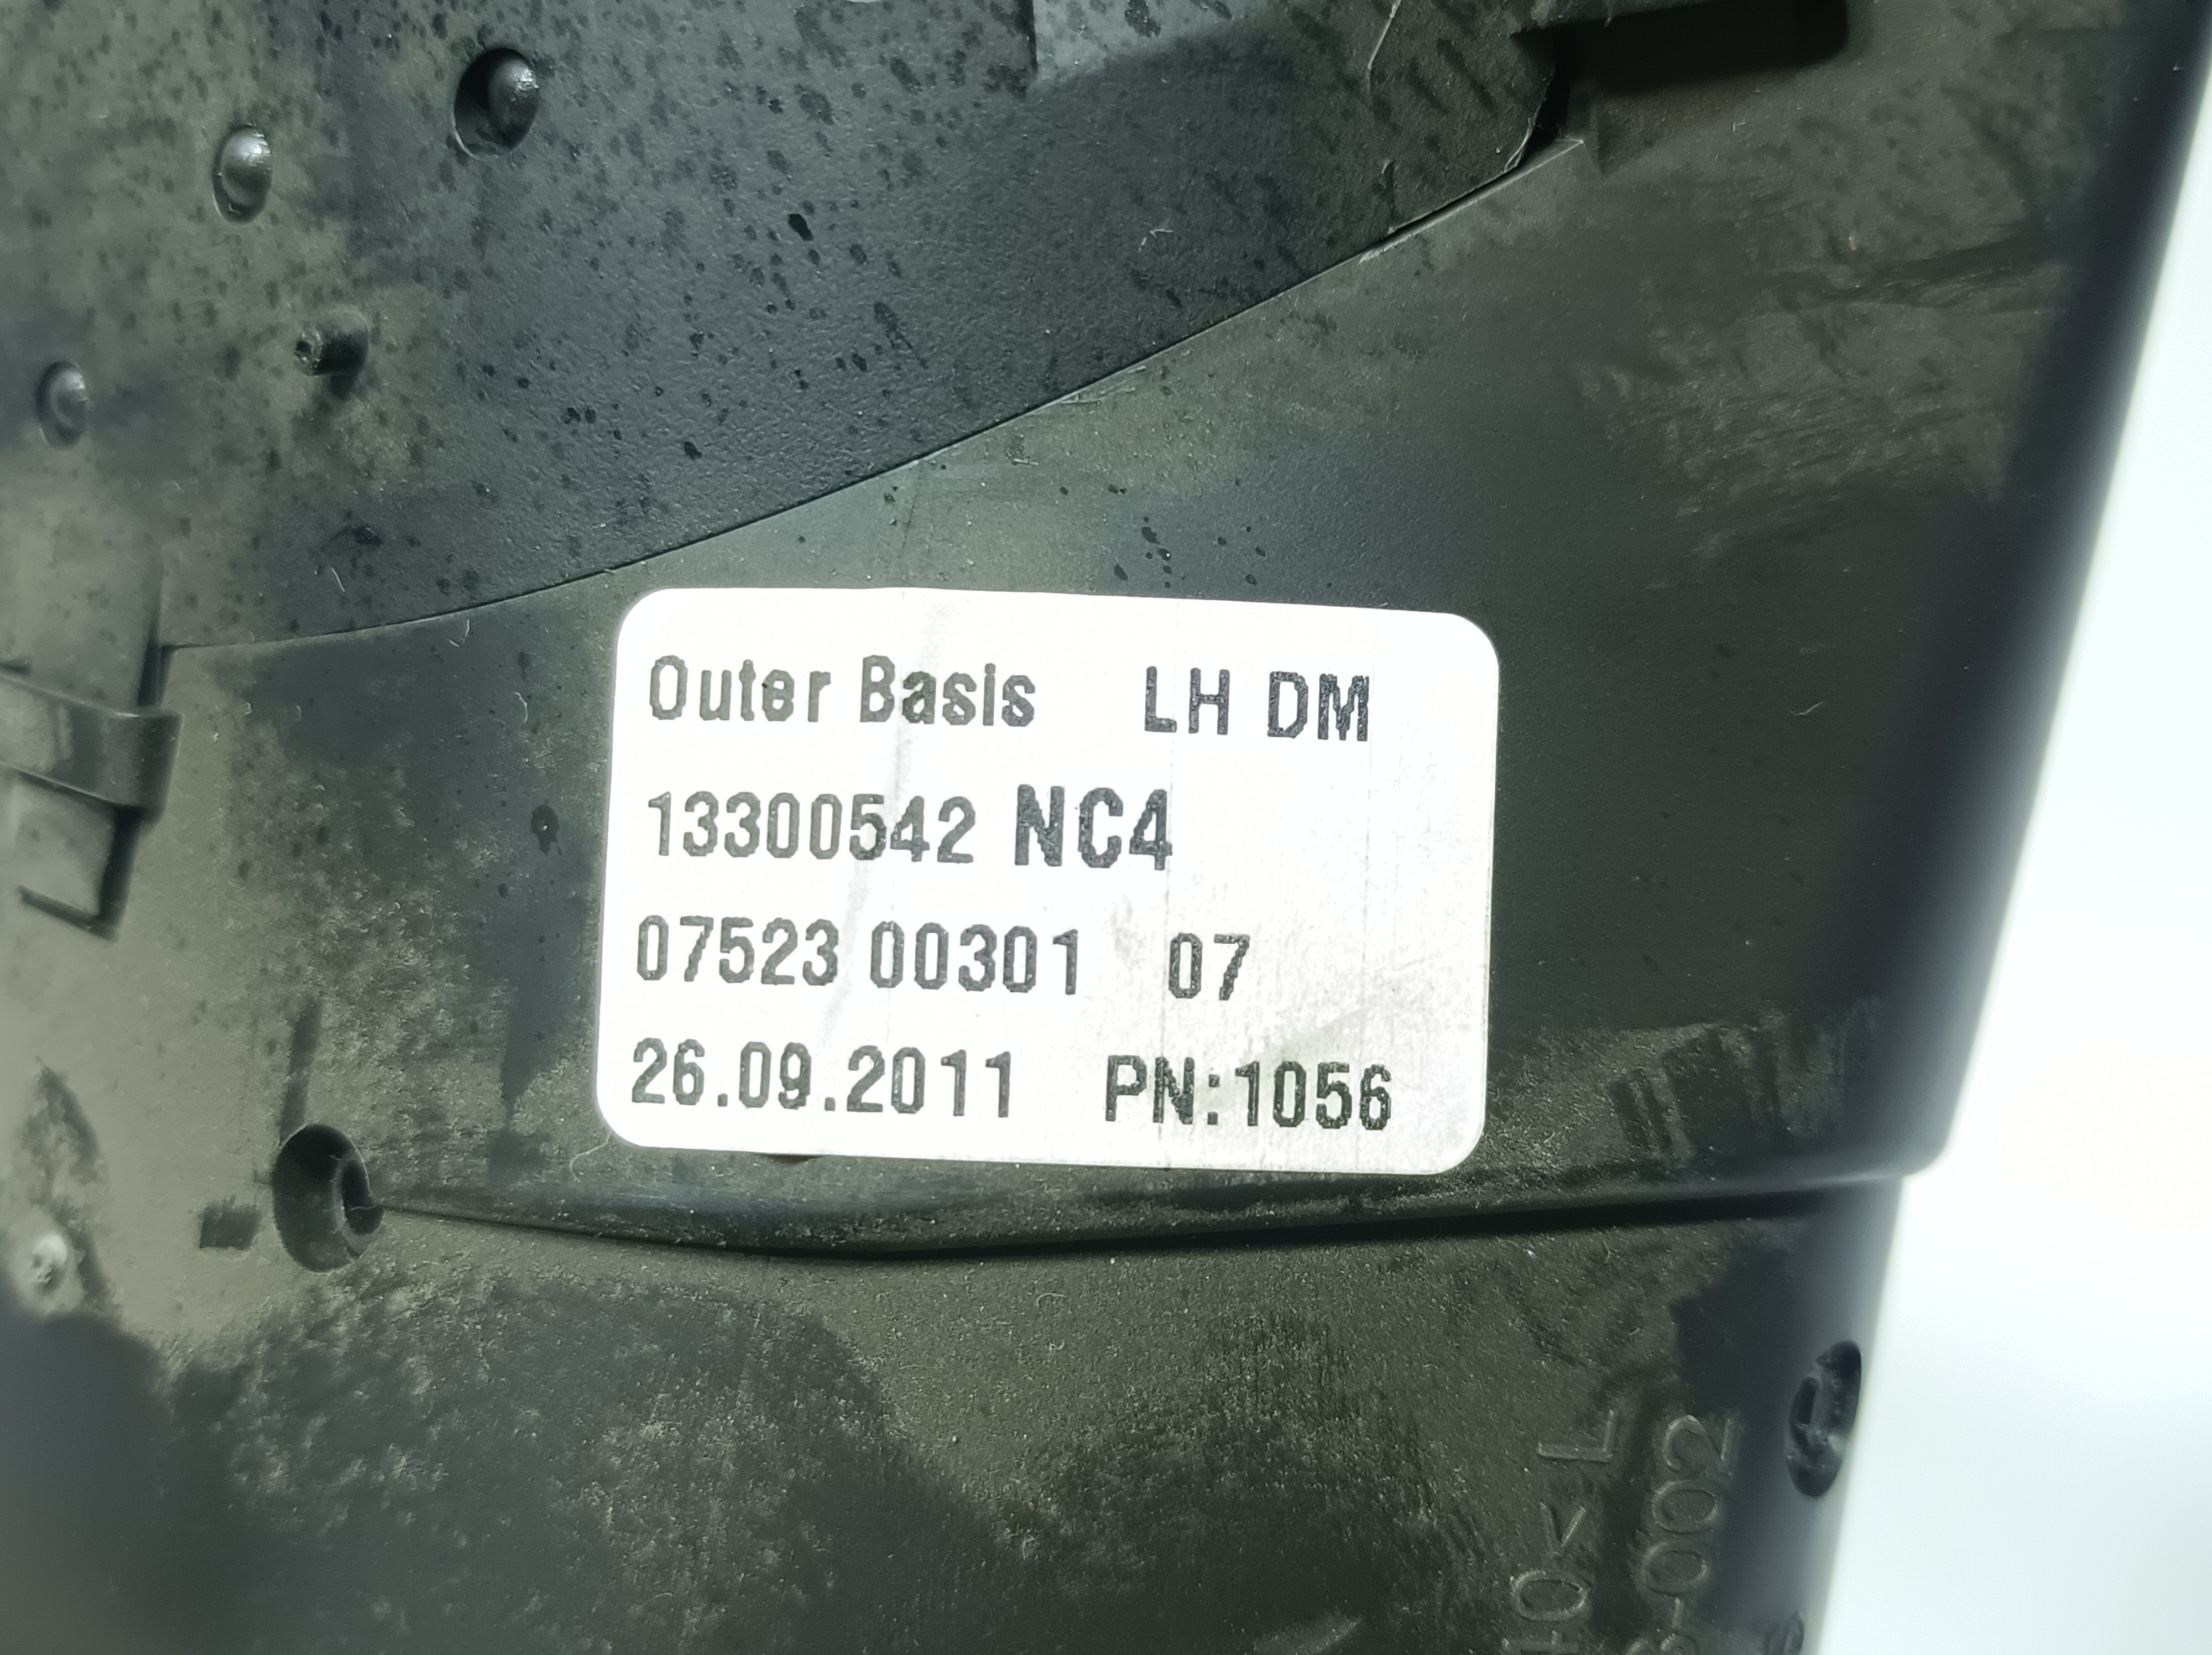 Outer Basis LH DM
13300542 NC4
07523 00301 07
26.09.2011 PN:1056